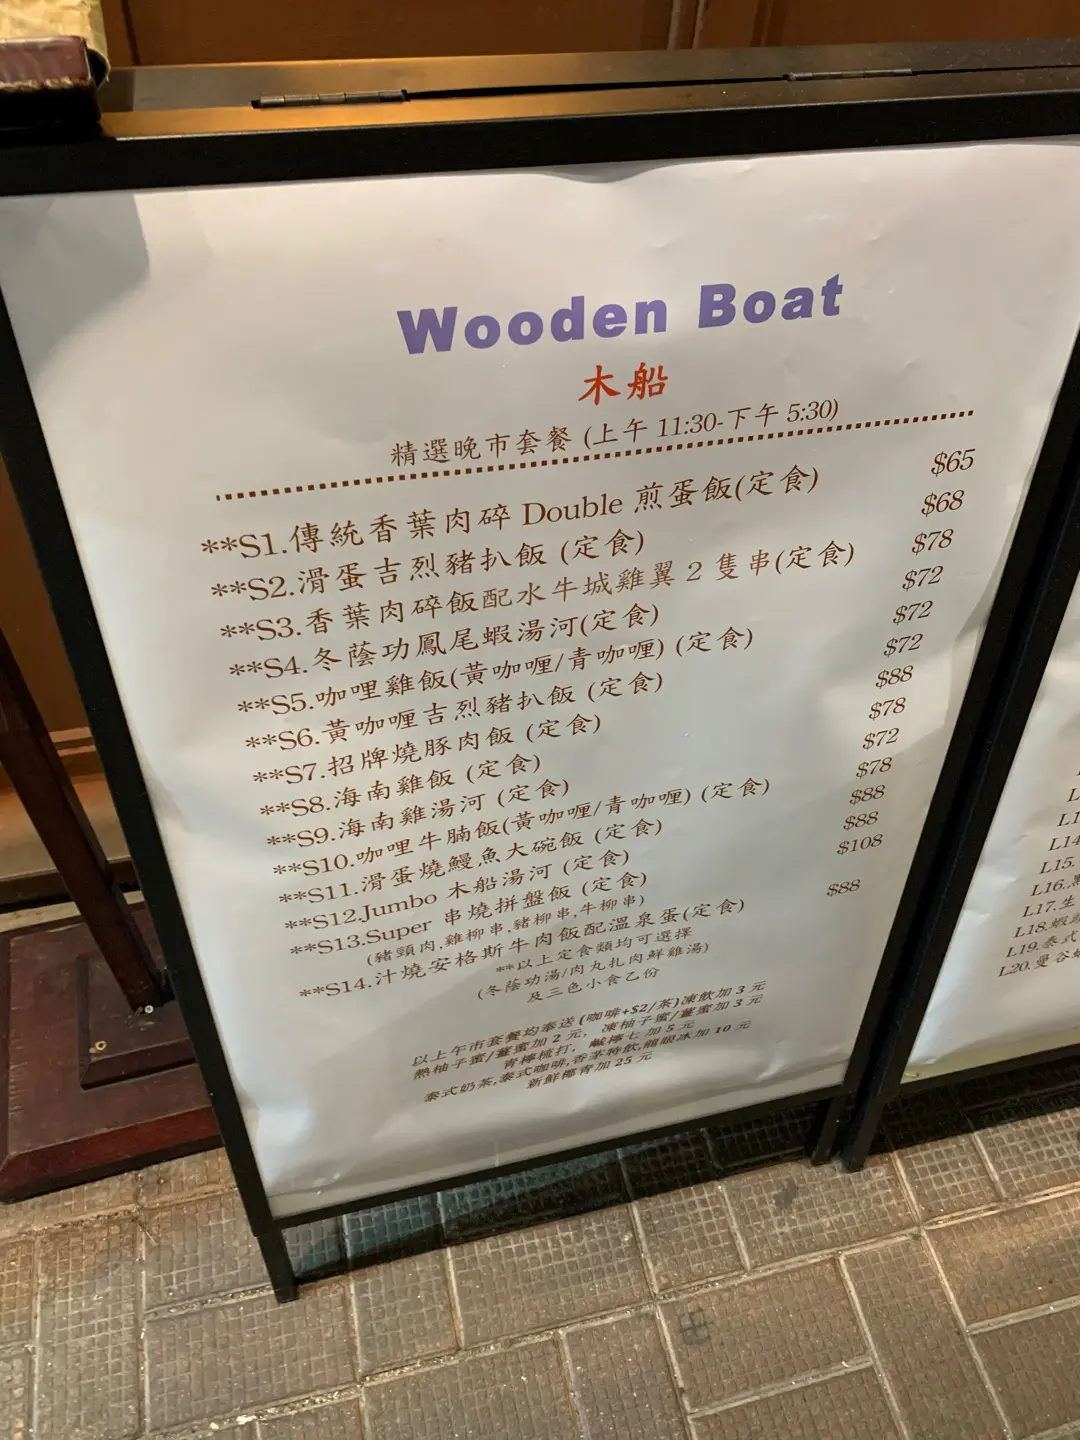 Wooden Boat
木船
精選晚市套餐 (上午 11:30-下午 5:30)
**S1.傳統香葉肉碎 Double 煎蛋飯(定食) $65
**S2.滑蛋吉烈豬扒飯 (定食) $68
**S3.香葉肉碎飯配水牛城雞翼 2 隻串(定食) $78
**S4.冬蔭功鳳尾蝦湯河(定食) $72
**S5.咖哩雞飯(黃咖喱/青咖喱) (定食) $72
**S6.黃咖喱吉烈豬扒飯 (定食) $72
**S7.招牌燒豚肉飯 (定食) $88
**S8.海南雞飯 (定食) $78
**S9.海南雞湯河 (定食) $72
**S10.咖哩牛腩飯(黃咖喱/青咖喱) (定食) $78
**S11.滑蛋燒鰻魚大碗飯 (定食) $88
**S12.Jumbo 木船湯河 (定食) $88
**S13.Super 串燒拼盤飯 (定食) $108
(豬頸肉,雞柳串,豬柳串,牛柳串)
**S14.汁燒安格斯牛肉飯配溫泉蛋(定食) $88
**以上定食類均可選擇
(冬蔭功湯/肉丸扎肉鮮雞湯)
及三色小食乙份
以上午市套餐均奉送 (咖啡+$2/茶)凍飲加 3 元
熱柚子蜜/薑蜜加 2 元, 凍柚子蜜/薑蜜加 3 元
青檸梳打, 鹹檸七 加 5 元
泰式奶茶,泰式咖啡,香茅特飲,龍眼冰加 10 元
新鮮椰青加 25 元
L15.
L16.
L17.生
L18.蝦
L19.泰式
L20.曼谷